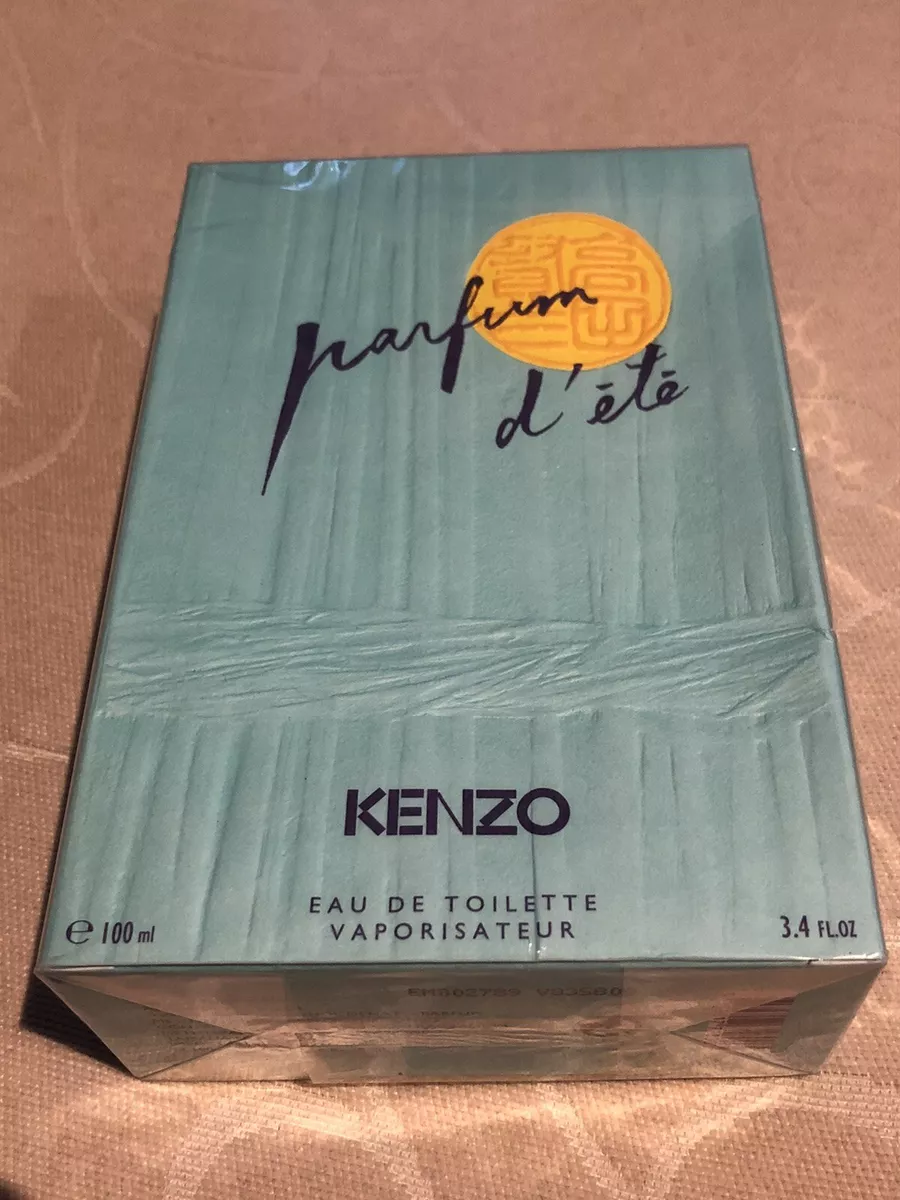 parfum
d'été
KENZO
EAU DE TOILETTE
VAPORISATEUR
℮ 100 ml
3.4 FL.OZ